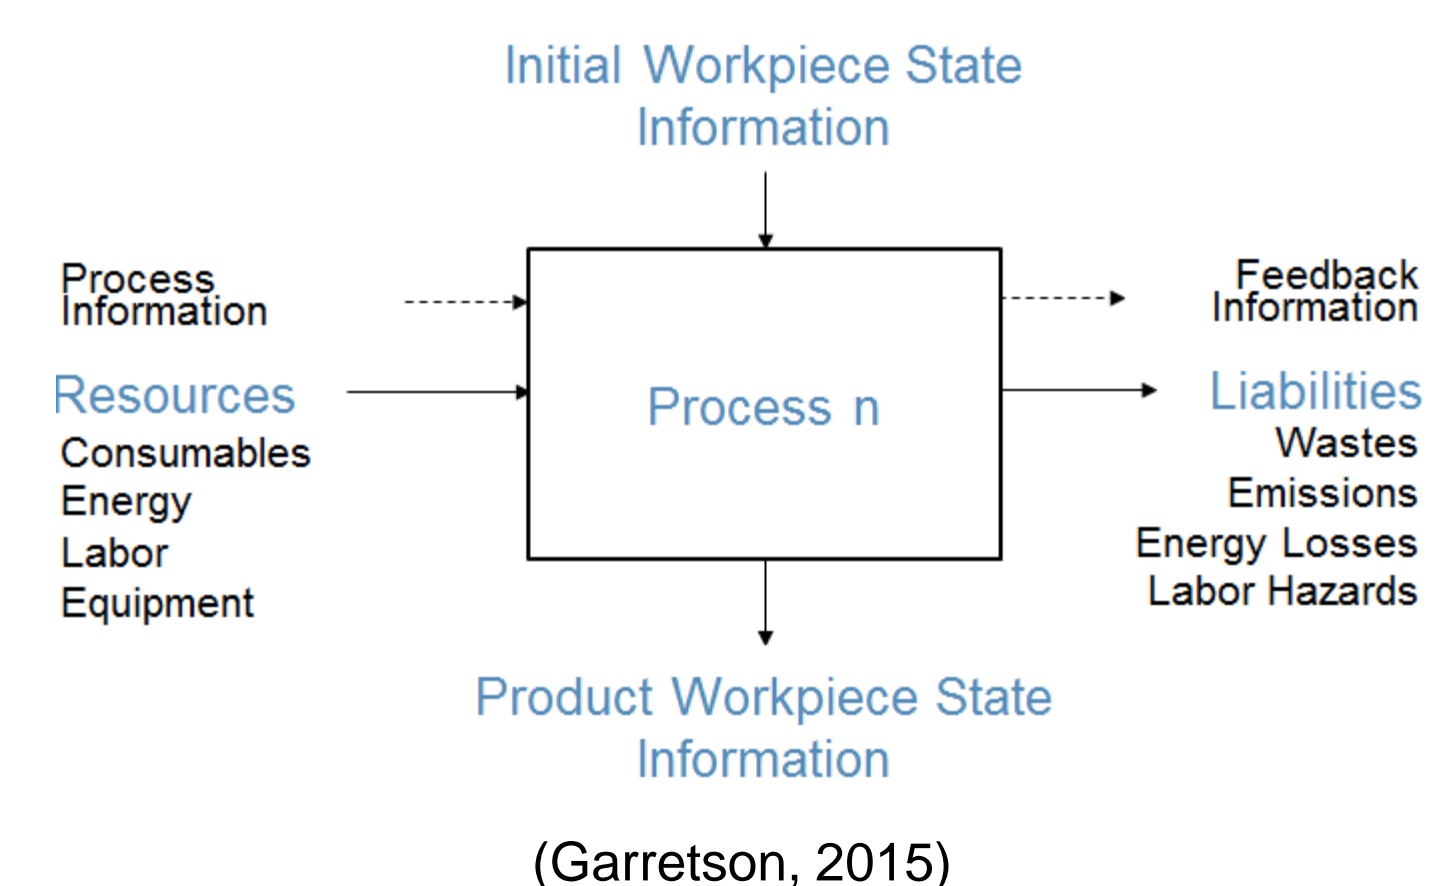 Initial Workpiece State
Information
Process
Information
Resources
Consumables
Energy
Labor
Equipment
Process n
Feedback
Information
Liabilities
Wastes
Emissions
Energy Losses
Labor Hazards
Product Workpiece State
Information
(Garretson, 2015)